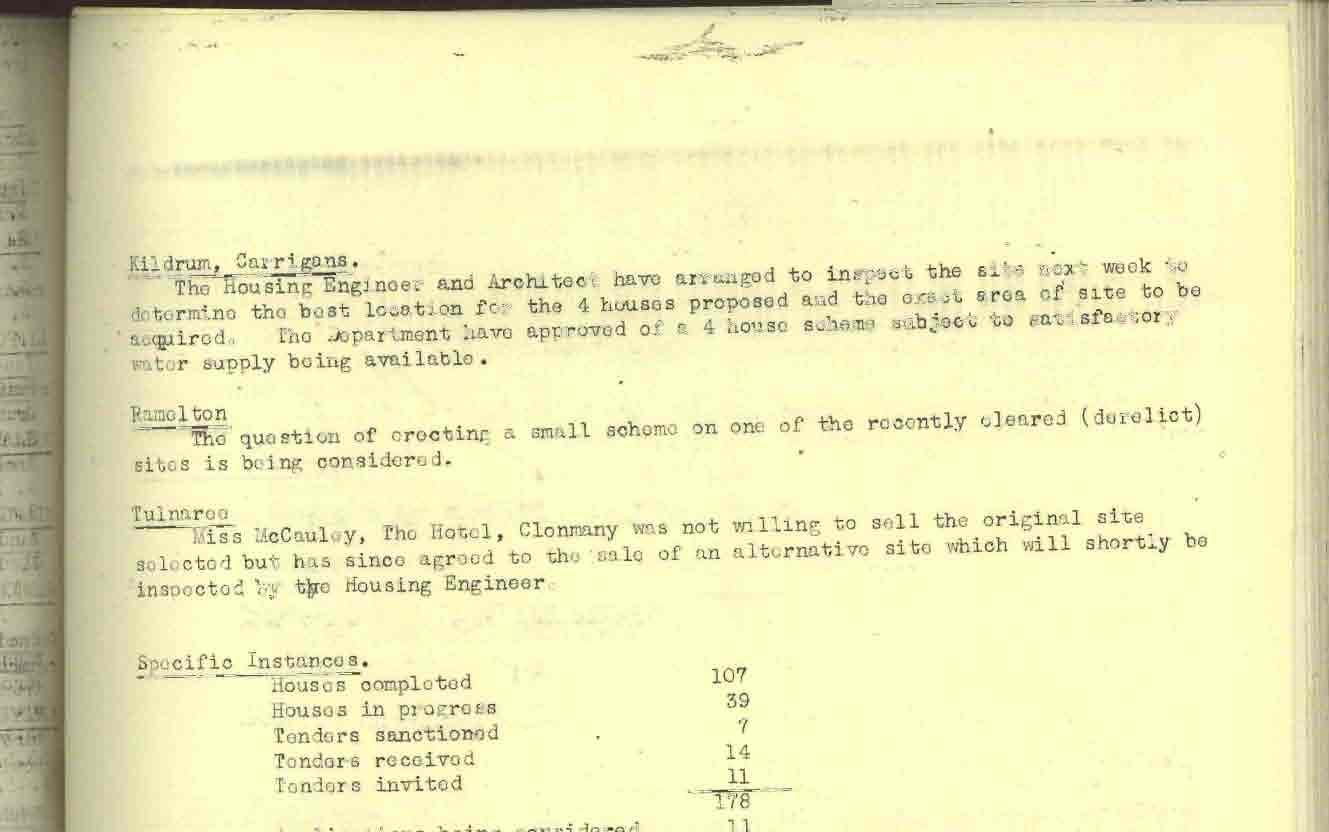 Kildrum, Carrigans.
The Housing Engineer and Architect have arranged to inspect the site next week to
determine the best location for the 4 houses proposed and the exact area of site to be
acquired. The Department have approved of a 4 house scheme subject to satisfactory
water supply being available.
Ramelton
The question of erecting a small scheme on one of the recently cleared (derelict)
sites is being considered.
Tulnaree
Miss McCauley, The Hotel, Clonmany was not willing to sell the original site
selected but has since agreed to the sale of an alternative site which will shortly be
inspected by the Housing Engineer.
Specific Instances.
Houses completed 107
Houses in progress 39
Tenders sanctioned 7
Tenders received 14
Tenders invited 11
178
being considered 11